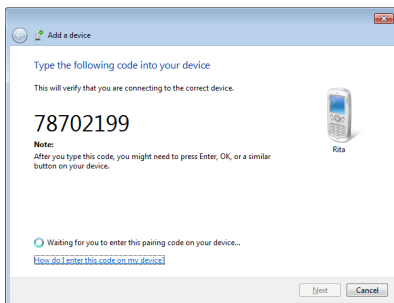 Add a device
Type the following code into your device
This will verify that you are connecting to the correct device.
78702199
Note:
After you type this code, you might need to press Enter, OK, or a similar
button on your device.
Rita
Waiting for you to enter this pairing code on your device...
How do I enter this code on my device?
Next Cancel